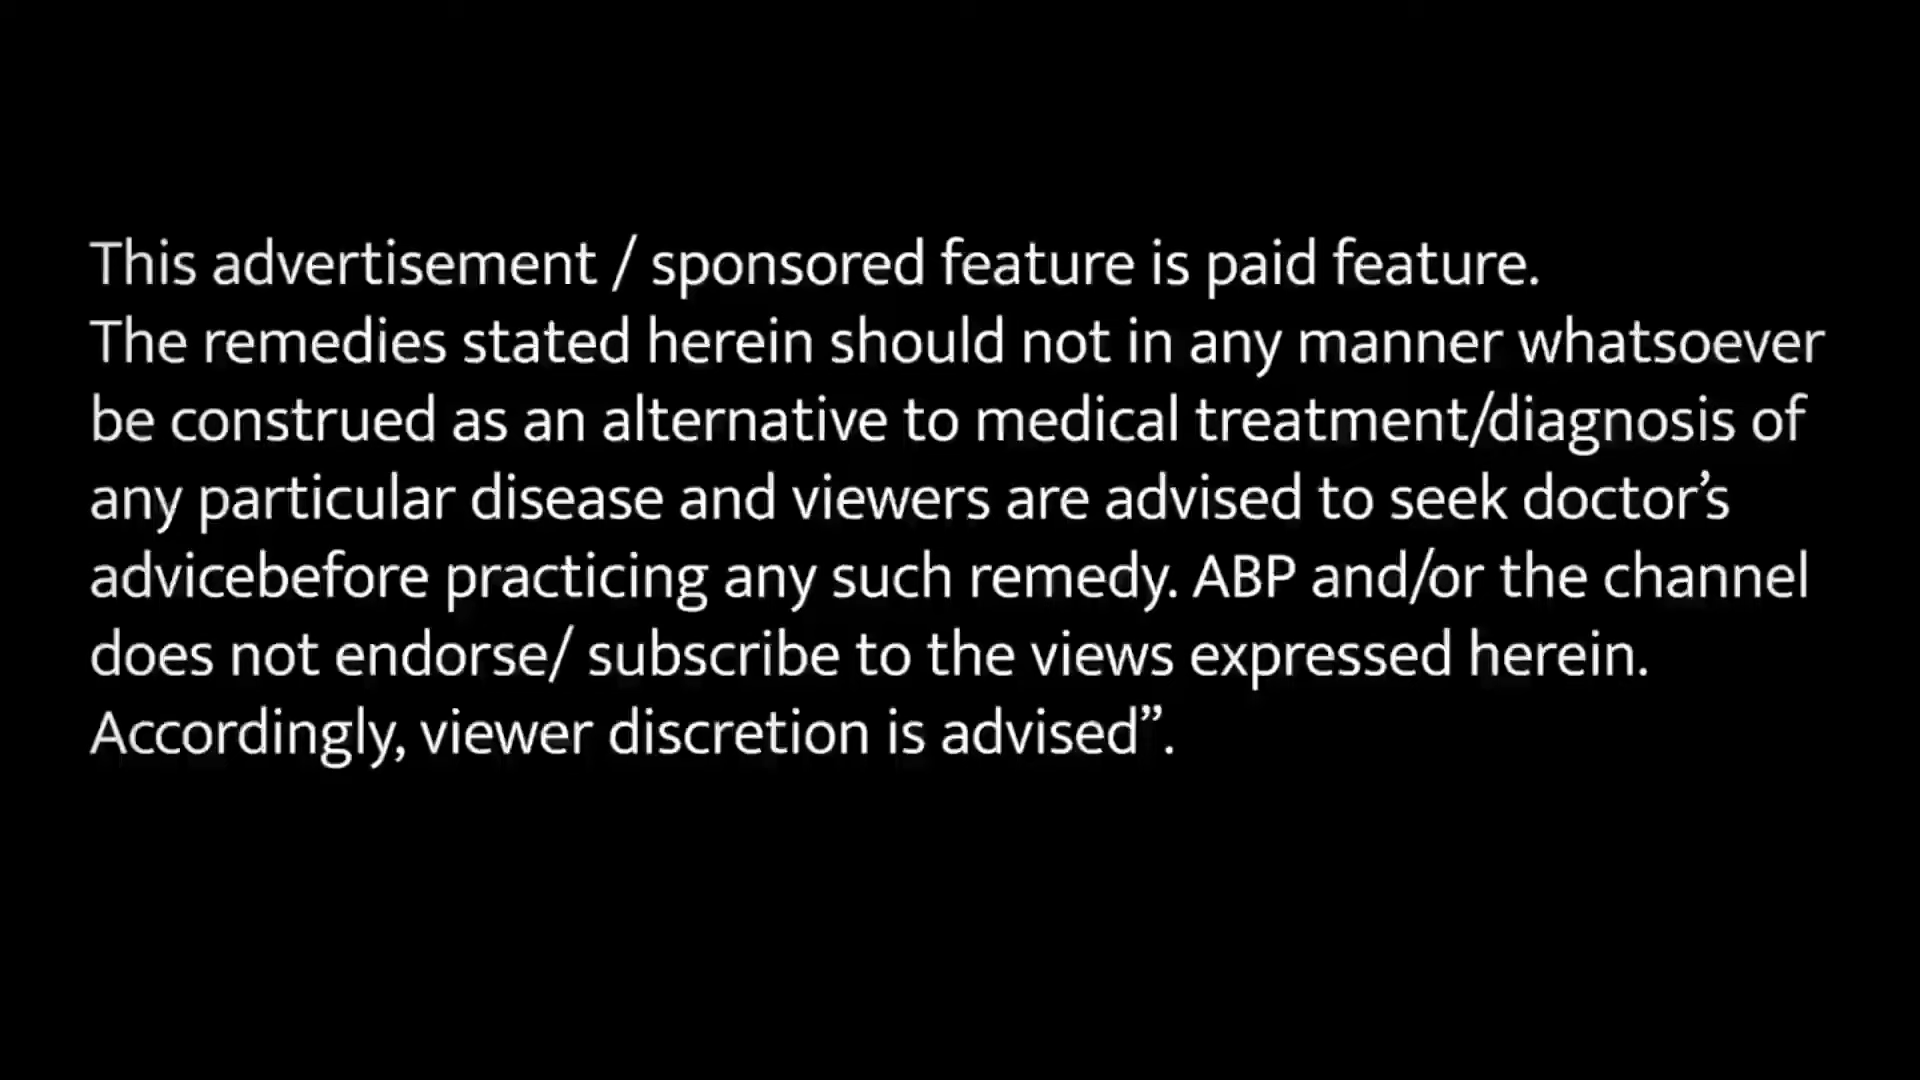 This advertisement / sponsored feature is paid feature.
The remedies stated herein should not in any manner whatsoever
be construed as an alternative to medical treatment/diagnosis of
any particular disease and viewers are advised to seek doctor’s
advicebefore practicing any such remedy. ABP and/or the channel
does not endorse/ subscribe to the views expressed herein.
Accordingly, viewer discretion is advised”.